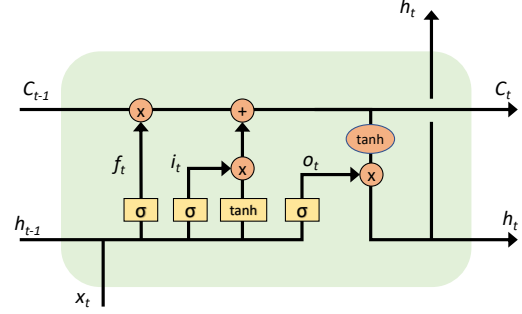 h_t
C_{t-1}
x
+
C_t
tanh
f_t
i_t
x
o_t
x
σ
σ
tanh
σ
h_{t-1}
h_t
x_t